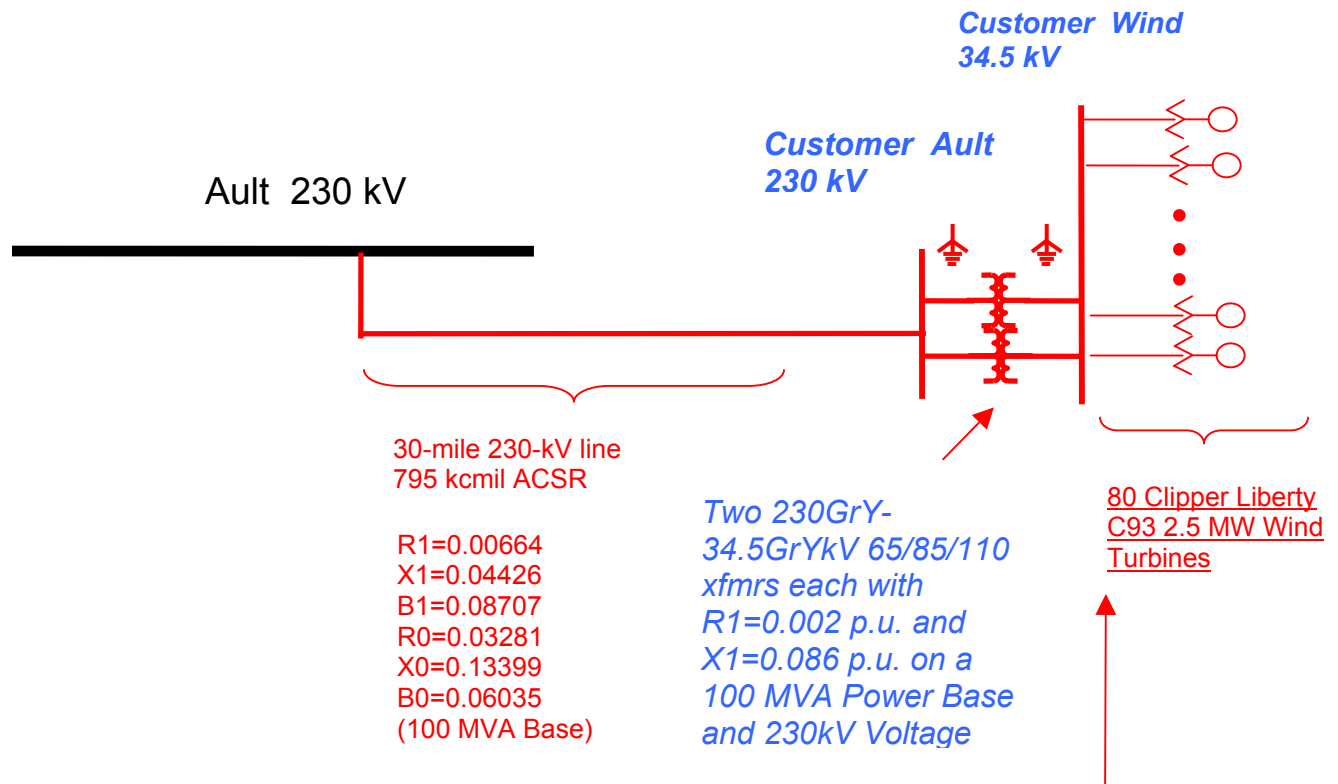 Customer Wind
34.5 kV
Customer Ault
230 kV
Ault 230 kV
30-mile 230-kV line
795 kcmil ACSR
R1=0.00664
X1=0.04426
B1=0.08707
R0=0.03281
X0=0.13399
B0=0.06035
(100 MVA Base)
Two 230GrY-
34.5GrYkV 65/85/110
xfmrs each with
R1=0.002 p.u. and
X1=0.086 p.u. on a
100 MVA Power Base
and 230kV Voltage
80 Clipper Liberty
C93 2.5 MW Wind
Turbines